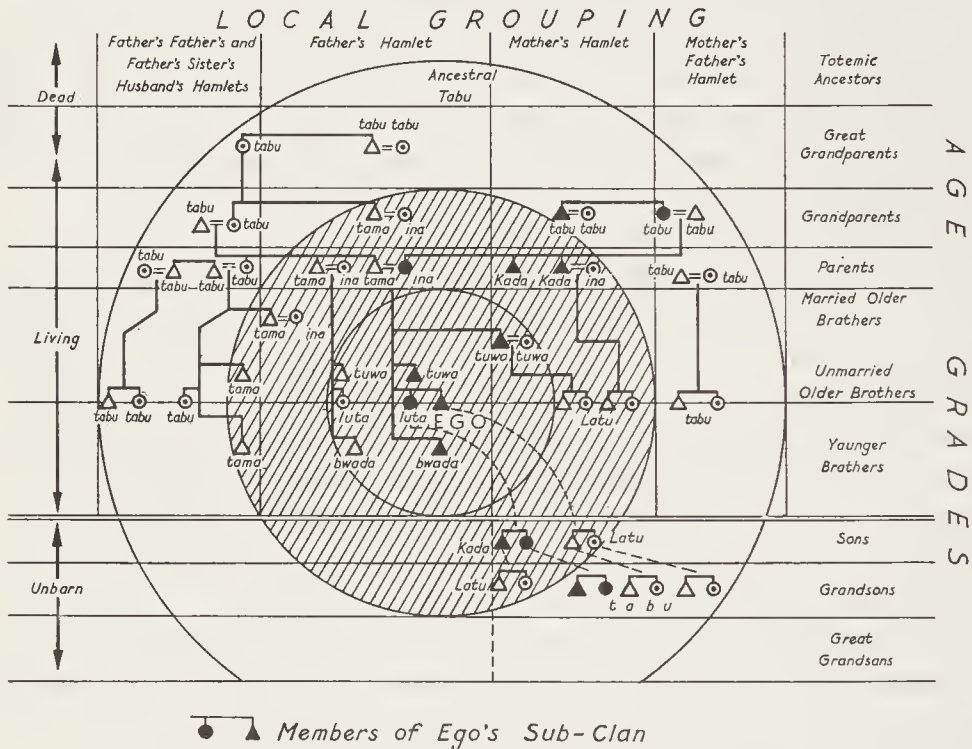 LOCAL GROUPING
Father's Father's and
Father's Sister's
Husband's Hamlets
Father's Hamlet
Mather's Hamlet
Mother's
Father's
Hamlet
Totemic
Ancestors
Ancestral
Tabu
Dead
tabu tabu
tabu
Great
Grandparents
tabu
tabu
tama
ina
tabu tabu
tabu
tabu
Grandparents
tabu
tabu
tabu-tabu
tama
ina
tama
ina
Kada
Kada
ina
tabu
tabu
Parents
Living
tama
ina
tuwa
tuwa
Married Older
Brothers
tama
tuwa
tuwa
Unmarried
Older Brothers
tabu
tabu
tabu
luta
luta
EGO
Latu
tabu
tama
bwada
bwada
Yaunger
Brothers
AGE GRADES
Kada
Latu
Sons
Unbarn
Latu
tabu
Grandsons
Great
Grandsans
Members of Ego's Sub-Clan